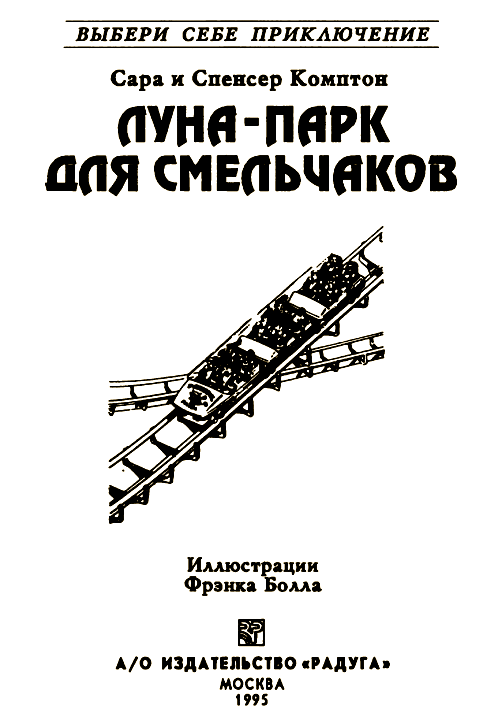 ВЫБЕРИ СЕБЕ ПРИКЛЮЧЕНИЕ
Сара и Спенсер Комптон
ЛУНА-ПАРК
ДЛЯ СМЕЛЬЧАКОВ
Иллюстрации
Фрэнка Болла
А/О ИЗДАТЕЛЬСТВО «РАДУГА»
МОСКВА
1995